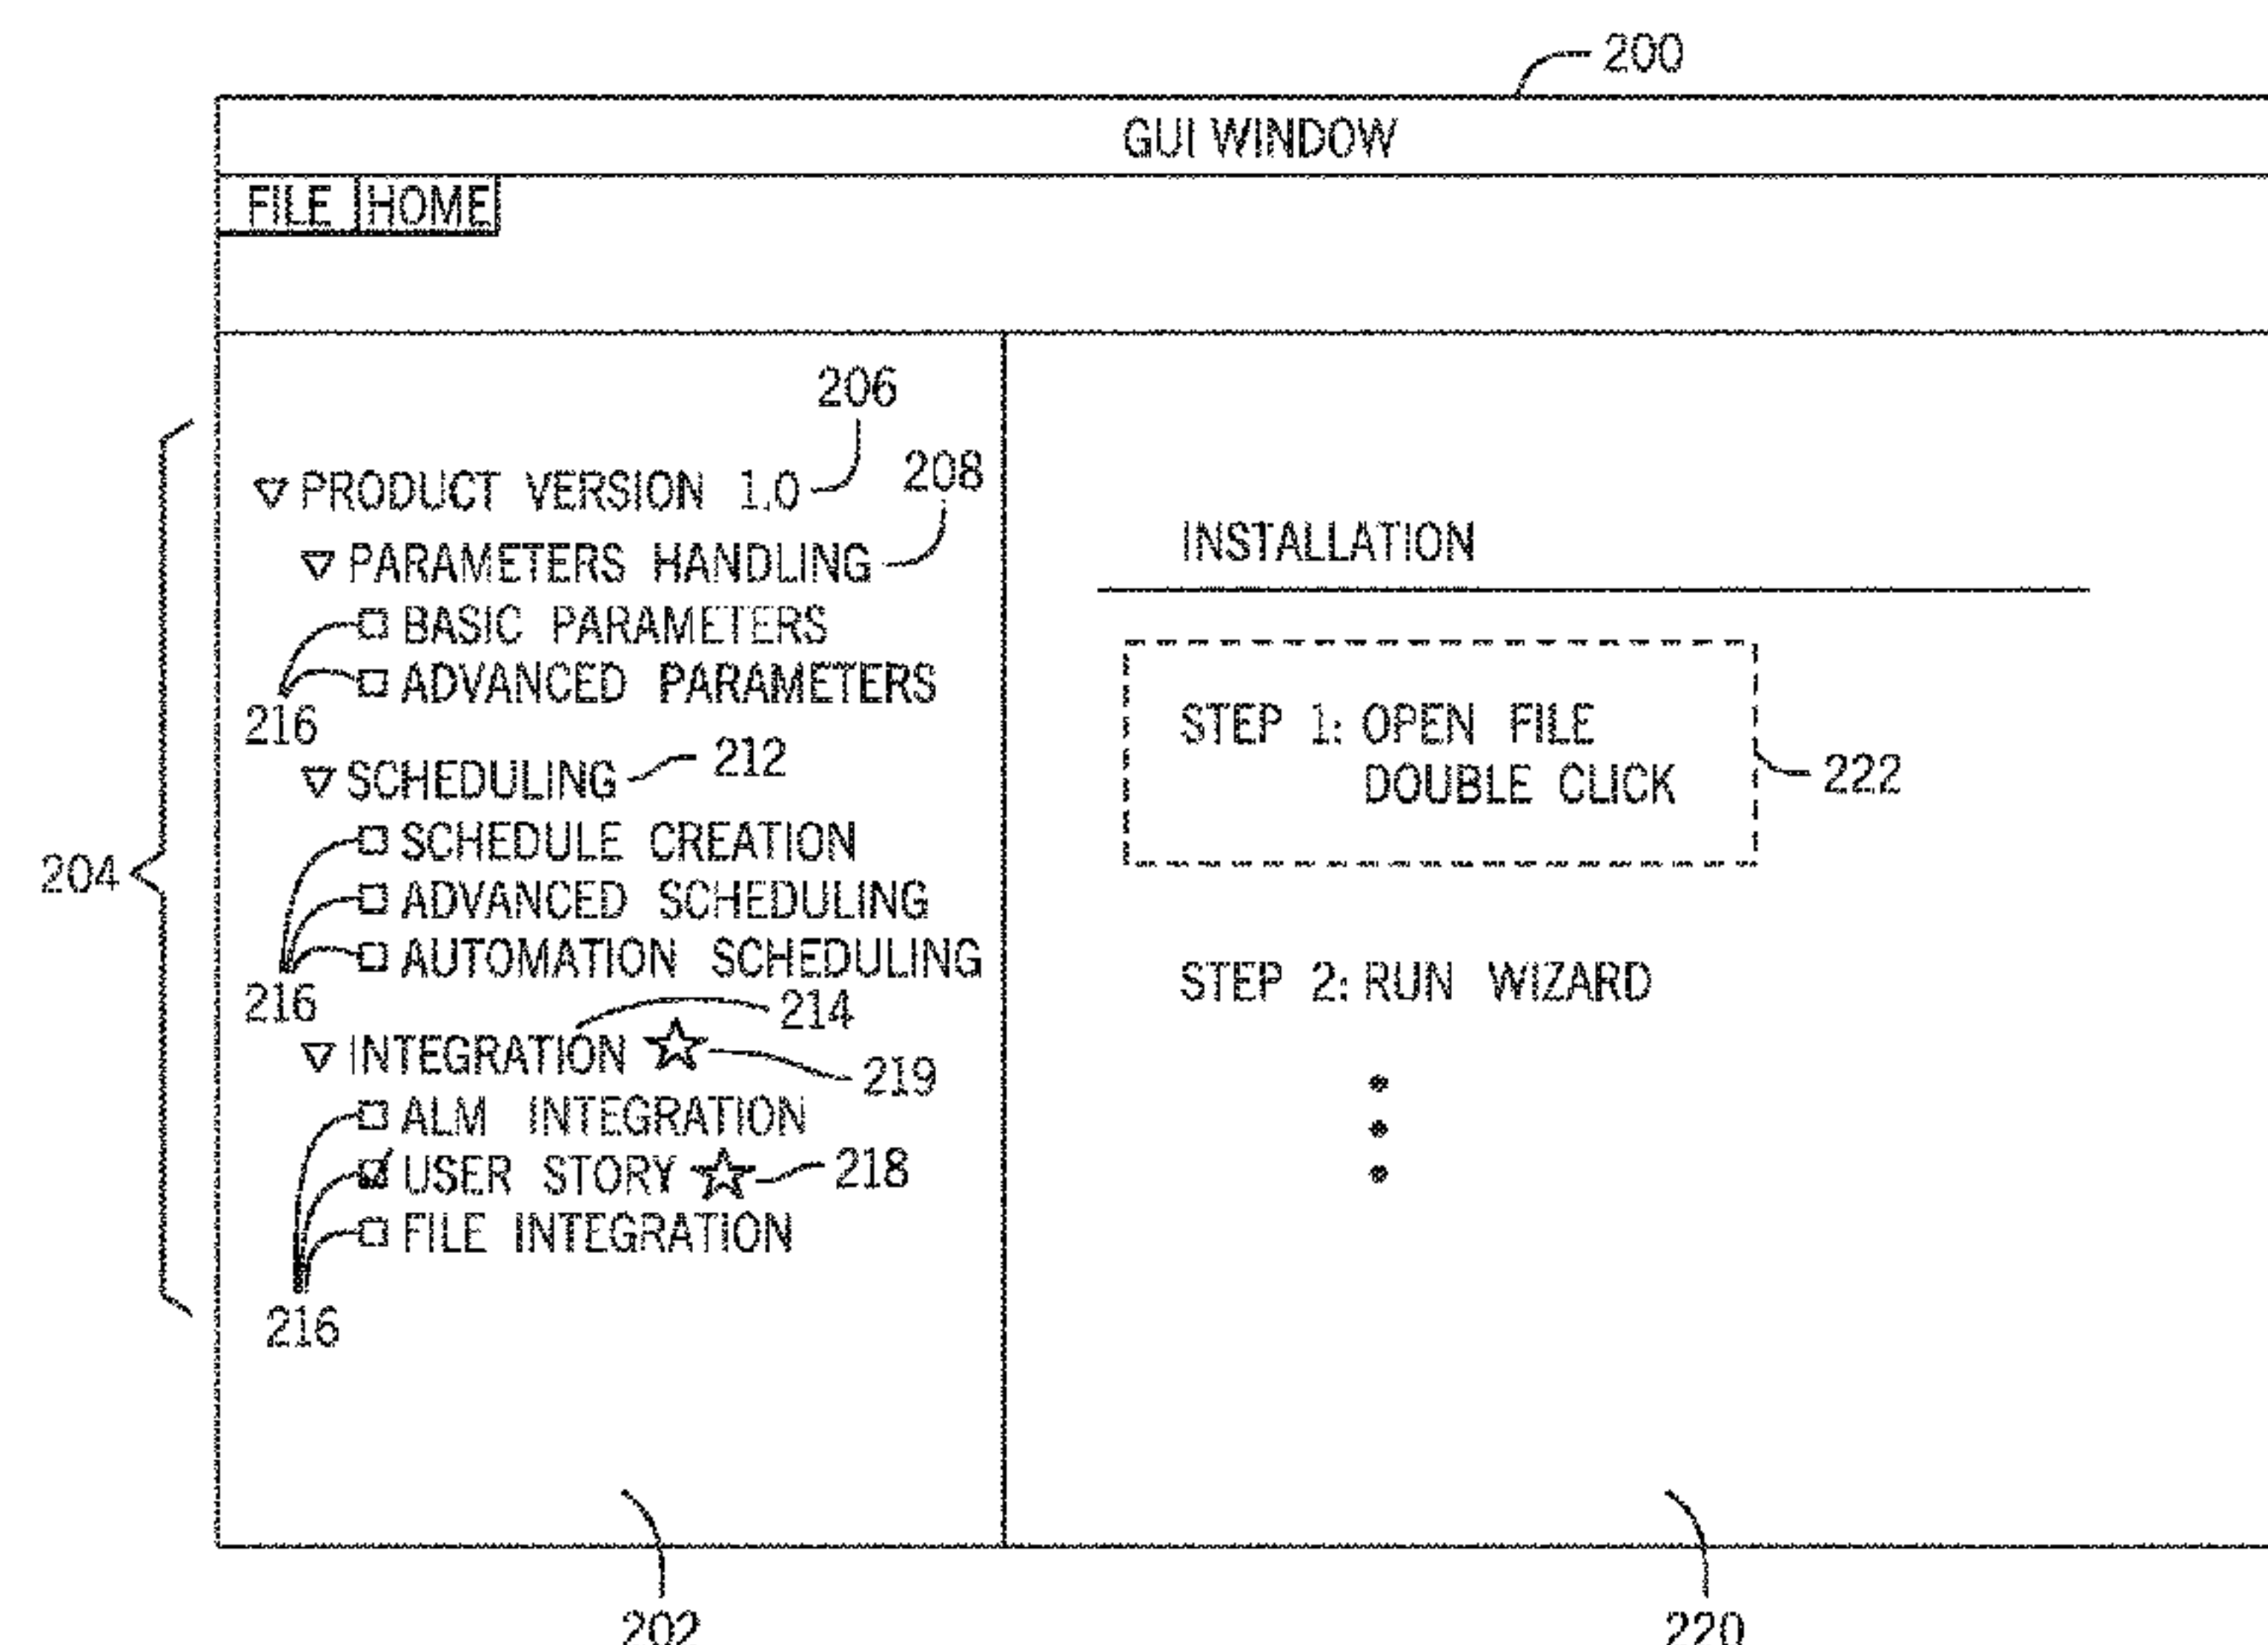 200
GUI WINDOW
FILE HOME
206
208
PRODUCT VERSION 1.0
PARAMETERS HANDLING
BASIC PARAMETERS
ADVANCED PARAMETERS
216
SCHEDULING 212
SCHEDULE CREATION
204
ADVANCED SCHEDULING
AUTOMATION SCHEDULING
216
214
INTEGRATION
219
ALM INTEGRATION
USER STORY 218
FILE INTEGRATION
216
202
INSTALLATION
STEP 1: OPEN FILE
DOUBLE CLICK
222
STEP 2: RUN WIZARD
220